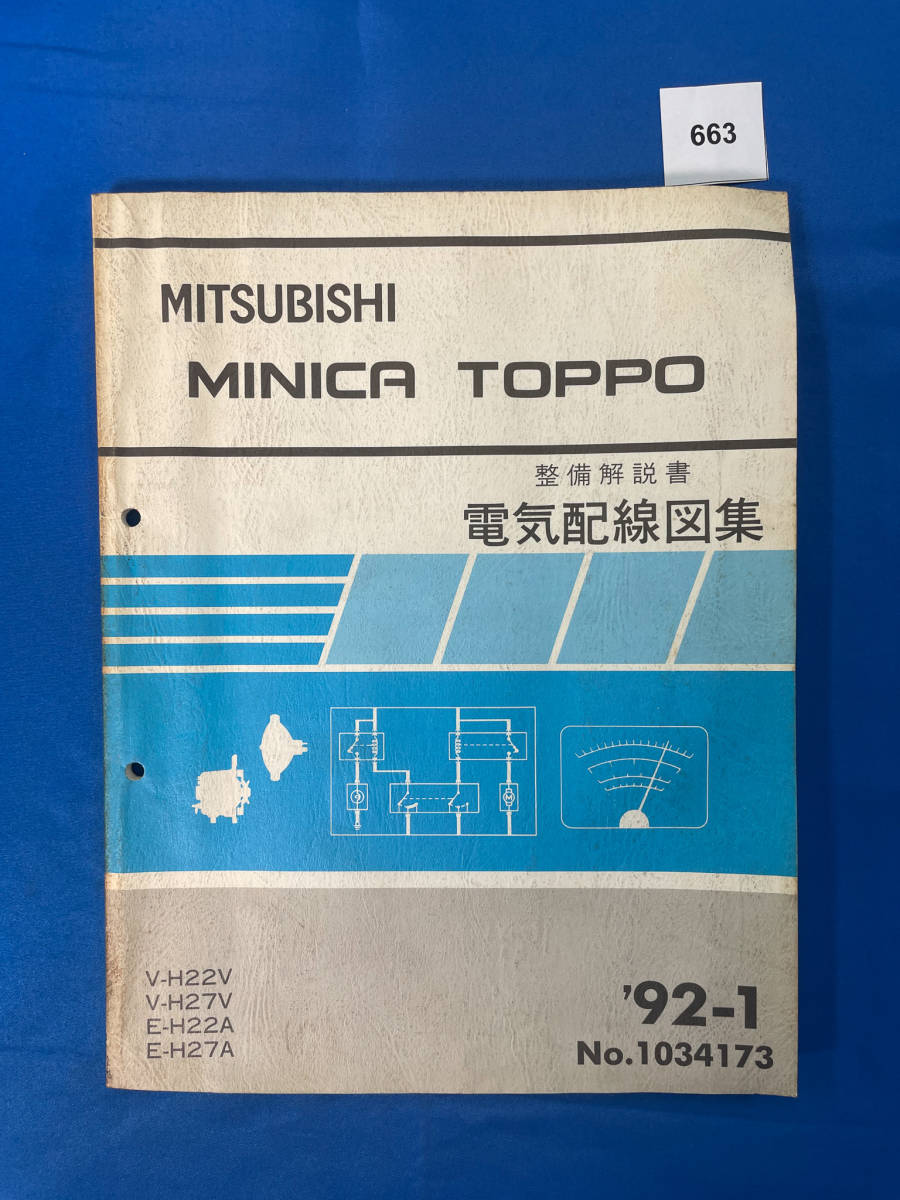 663
MITSUBISHI
MINICA TOPPO
整備解説書
電気配線図集
M
V-H22V
V-H27V
E-H22A
E-H27A
'92-1
No.1034173